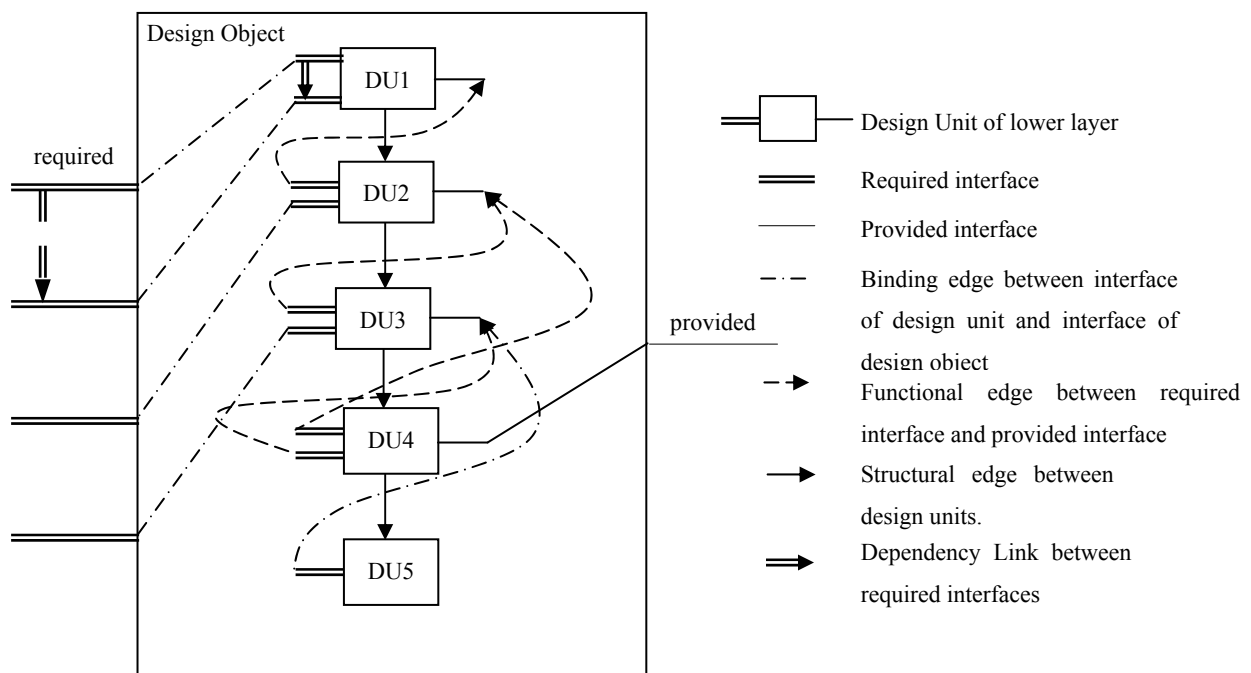 Design Object
DU1
required
DU2
DU3
provided
DU4
DU5
Design Unit of lower layer
Required interface
Provided interface
Binding edge between interface
of design unit and interface of
design object
Functional edge between required
interface and provided interface
Structural edge between
design units.
Dependency Link between
required interfaces